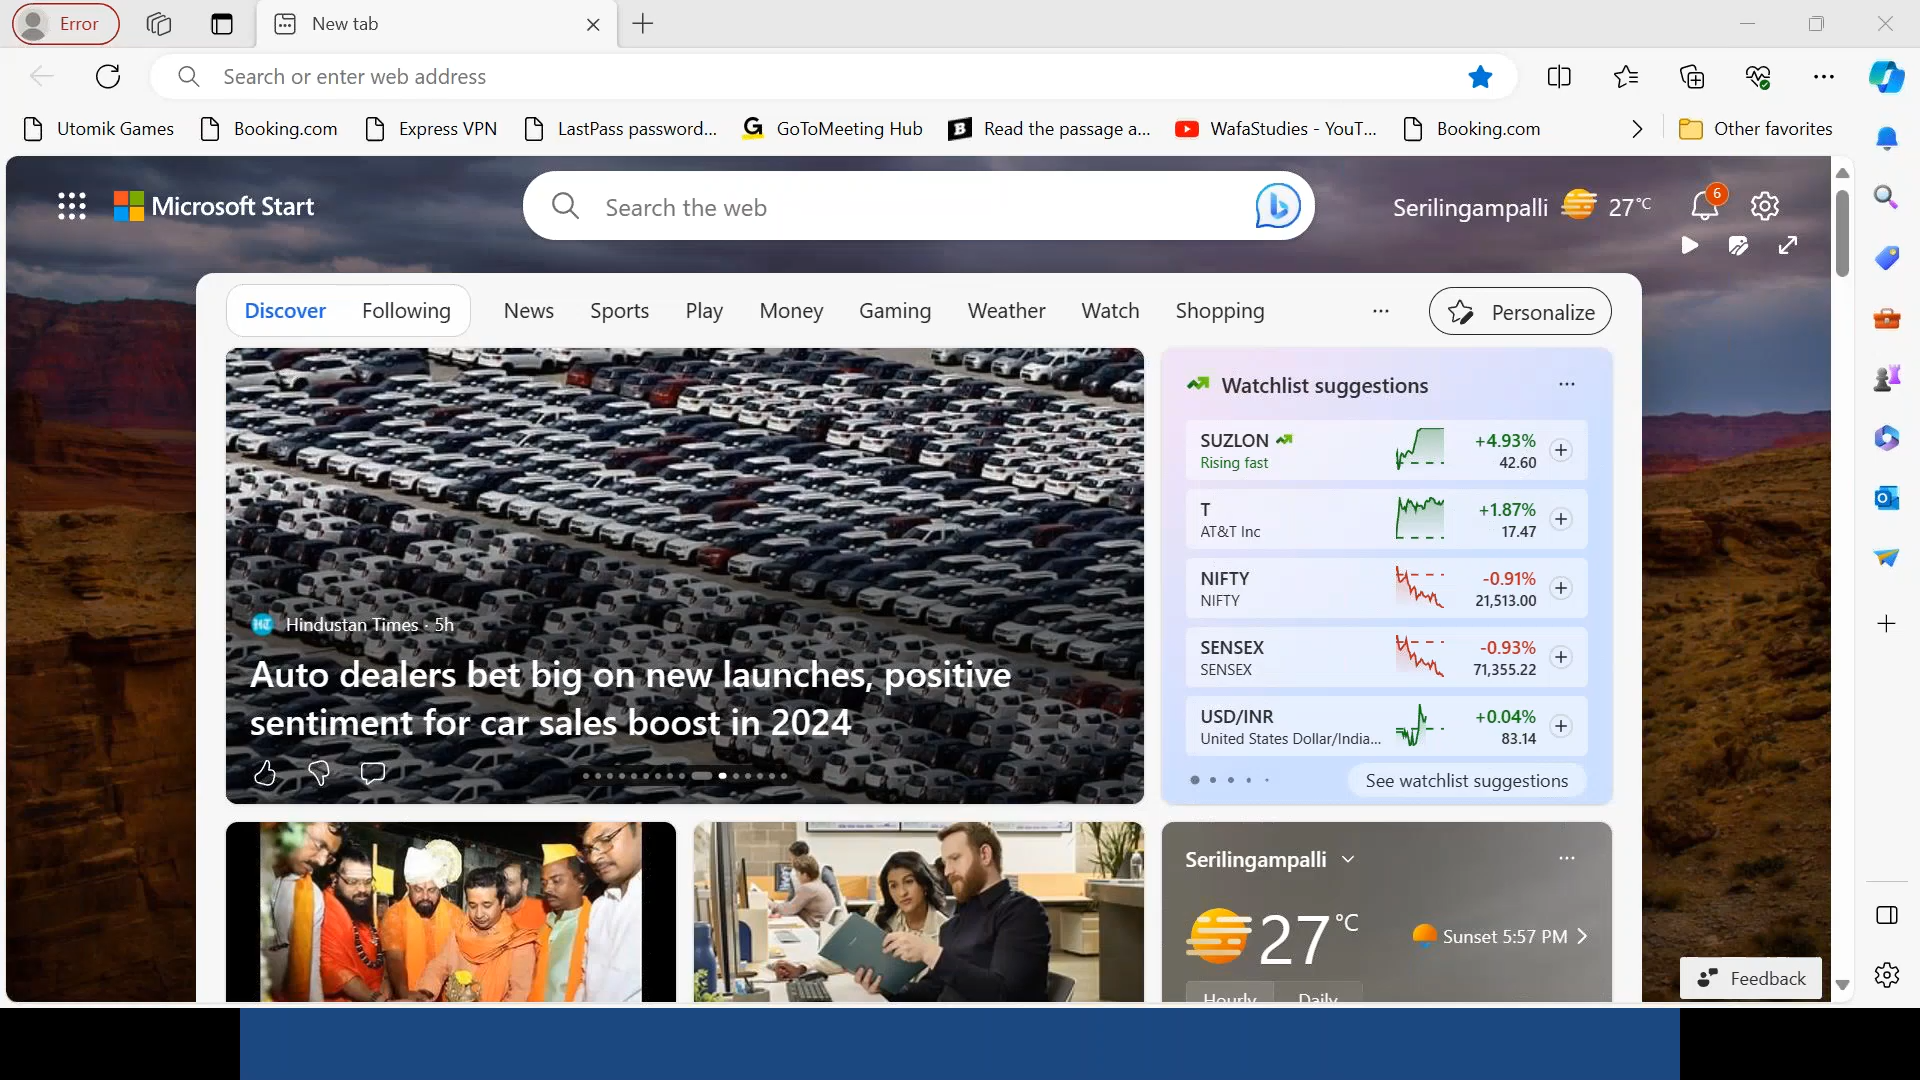 Error
New tab
Search or enter web address
Utomik Games
Booking.com
Express VPN
LastPass password...
GoToMeeting Hub
Read the passage a...
WafaStudies - YouT...
Booking.com
Other favorites
Microsoft Start
Search the web
Serilingampalli
27°C
6
Discover
Following
News
Sports
Play
Money
Gaming
Weather
Watch
Shopping
Personalize
Hindustan Times · 5h
Auto dealers bet big on new launches, positive
sentiment for car sales boost in 2024
Watchlist suggestions
SUZLON +4.93%
Rising fast 42.60
T +1.87%
AT&T Inc 17.47
NIFTY -0.91%
NIFTY 21,513.00
SENSEX -0.93%
SENSEX 71,355.22
USD/INR +0.04%
United States Dollar/India... 83.14
See watchlist suggestions
Serilingampalli
27°C
Sunset 5:57 PM
Hourly Daily
Feedback